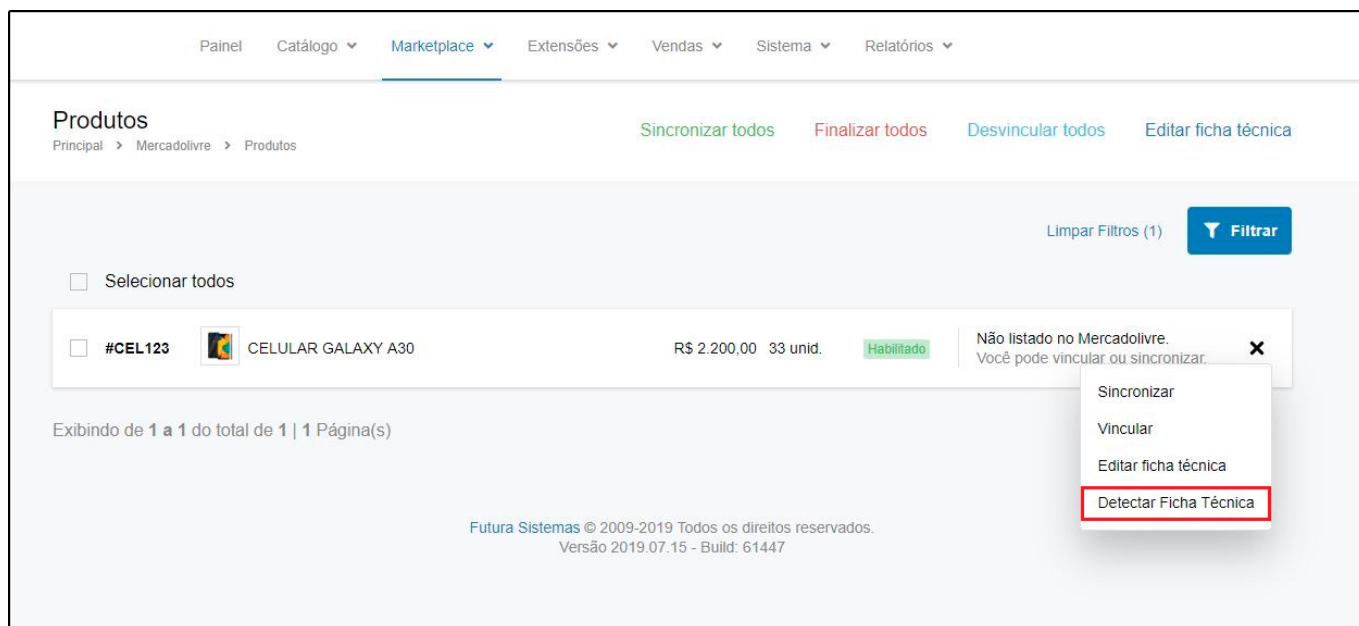 Painel Catálogo Marketplace Extensões Vendas Sistema Relatórios
Produtos
Principal > Mercadolivre > Produtos
Sincronizar todos Finalizar todos Desvincular todos Editar ficha técnica
Limpar Filtros (1) Filtrar
Selecionar todos
#CEL123 CELULAR GALAXY A30 R$ 2.200,00 33 unid. Habilitado
Não listado no Mercadolivre.
Você pode vincular ou sincronizar.
Sincronizar
Vincular
Editar ficha técnica
Detectar Ficha Técnica
Exibindo de 1 a 1 do total de 1 | 1 Página(s)
Futura Sistemas © 2009-2019 Todos os direitos reservados.
Versão 2019.07.15 - Build: 61447